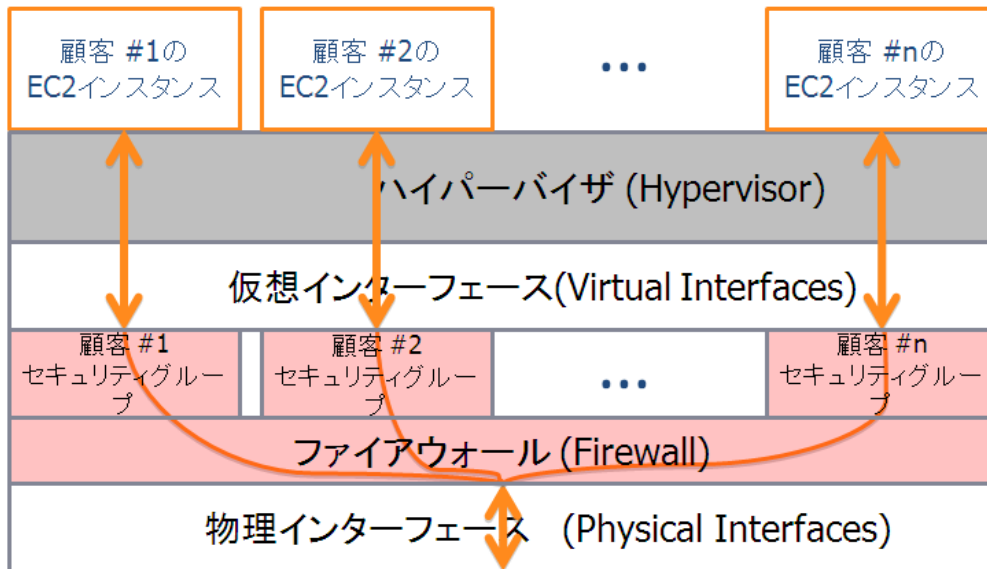 顧客 #1の
EC2インスタンス
顧客 #2の
EC2インスタンス
...
顧客 #nの
EC2インスタンス
ハイパーバイザ (Hypervisor)
仮想インターフェース(Virtual Interfaces)
顧客 #1
セキュリティグルー
プ
顧客 #2
セキュリティグルー
プ
...
顧客 #n
セキュリティグルー
プ
ファイアウォール (Firewall)
物理インターフェース (Physical Interfaces)